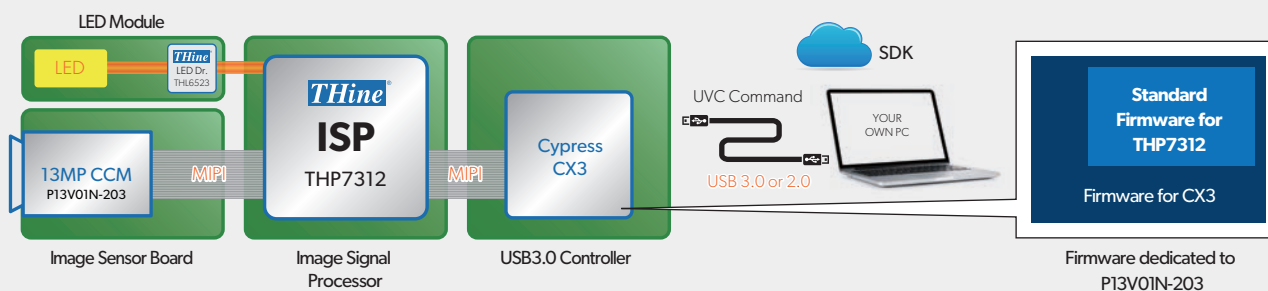 LED Module
LED
THine
LED Dr.
THL6523
13MP CCM
P13V01N-203
MIPI
Image Sensor Board
THine®
ISP
THP7312
Image Signal
Processor
MIPI
Cypress
CX3
USB3.0 Controller
SDK
UVC Command
USB 3.0 or 2.0
YOUR
OWN PC
Standard
Firmware for
THP7312
Firmware for CX3
Firmware dedicated to
P13V01N-203